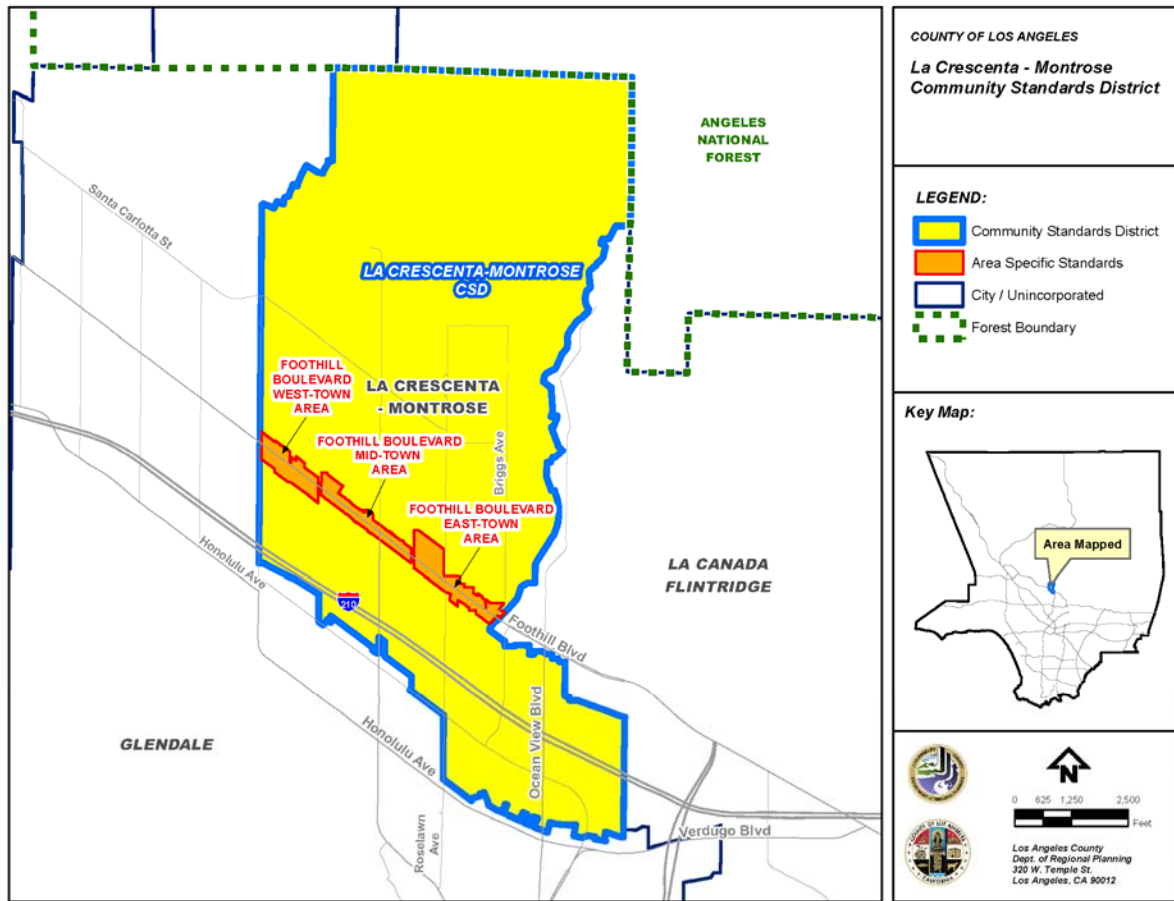 COUNTY OF LOS ANGELES
La Crescenta - Montrose
Community Standards District
ANGELES
NATIONAL
FOREST
Santa Carlotta St
LA CRESCENTA-MONTROSE
CSD
FOOTHILL
BOULEVARD
WEST-TOWN
AREA
LA CRESCENTA
- MONTROSE
FOOTHILL BOULEVARD
MID-TOWN
AREA
Briggs Ave
FOOTHILL BOULEVARD
EAST-TOWN
AREA
Honolulu Ave
210
Foothill Blvd
LA CANADA
FLINTRIDGE
GLENDALE
Honolulu Ave
Ocean View Blvd
Roselawn
Ave
Verdugo Blvd
LEGEND:
Community Standards District
Area Specific Standards
City / Unincorporated
Forest Boundary
Key Map:
Area Mapped
N
0 625 1,250 2,500
Feet
Los Angeles County
Dept. of Regional Planning
320 W. Temple St.
Los Angeles, CA 90012